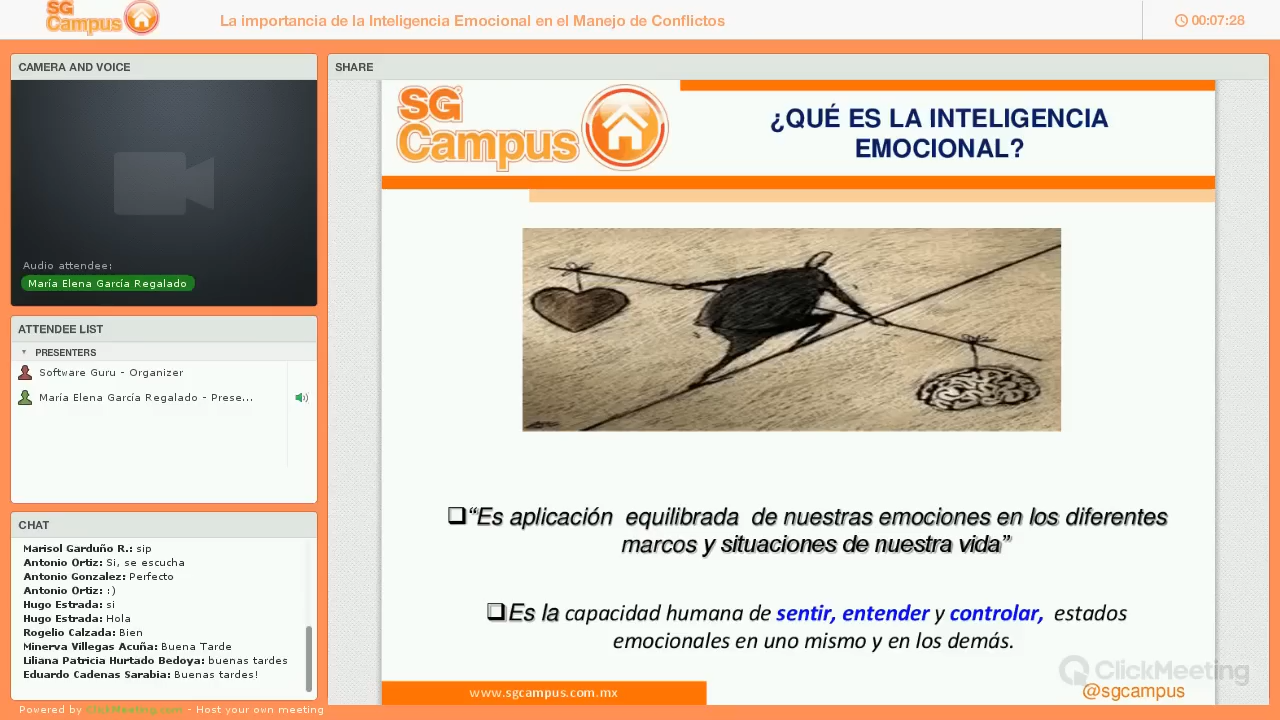 SG
Campus
La importancia de la Inteligencia Emocional en el Manejo de Conflictos
00:07:28
CAMERA AND VOICE
Audio attendee:
María Elena García Regalado
ATTENDEE LIST
PRESENTERS
Software Guru - Organizer
María Elena García Regalado - Prese...
CHAT
Marisol Garduño R.: sip
Antonio Ortiz: Si, se escucha
Antonio Gonzalez: Perfecto
Antonio Ortiz: :)
Hugo Estrada: si
Hugo Estrada: Hola
Rogelio Calzada: Bien
Minerva Villegas Acuña: Buena Tarde
Liliana Patricia Hurtado Bedoya: buenas tardes
Eduardo Cadenas Sarabia: Buenas tardes!
Powered by ClickMeeting.com - Host your own meeting
SHARE
SG
Campus
¿QUÉ ES LA INTELIGENCIA
EMOCIONAL?
“Es aplicación equilibrada de nuestras emociones en los diferentes
marcos y situaciones de nuestra vida”
Es la capacidad humana de sentir, entender y controlar, estados
emocionales en uno mismo y en los demás.
www.sgcampus.com.mx
ClickMeeting
@sgcampus